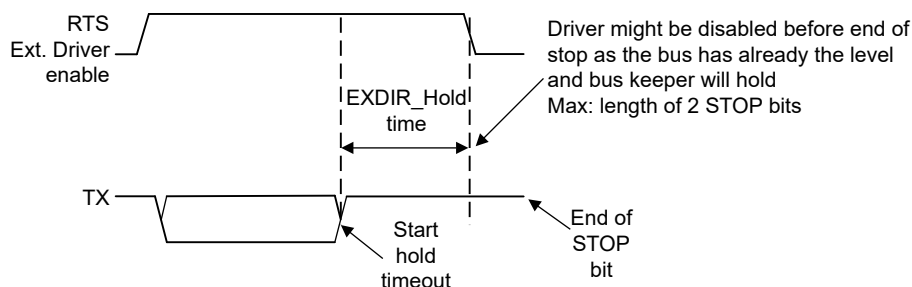 RTS
Ext. Driver
enable
Driver might be disabled before end of
stop as the bus has already the level
and bus keeper will hold
Max: length of 2 STOP bits
EXDIR_Hold
time
TX
Start
hold
timeout
End of
STOP
bit